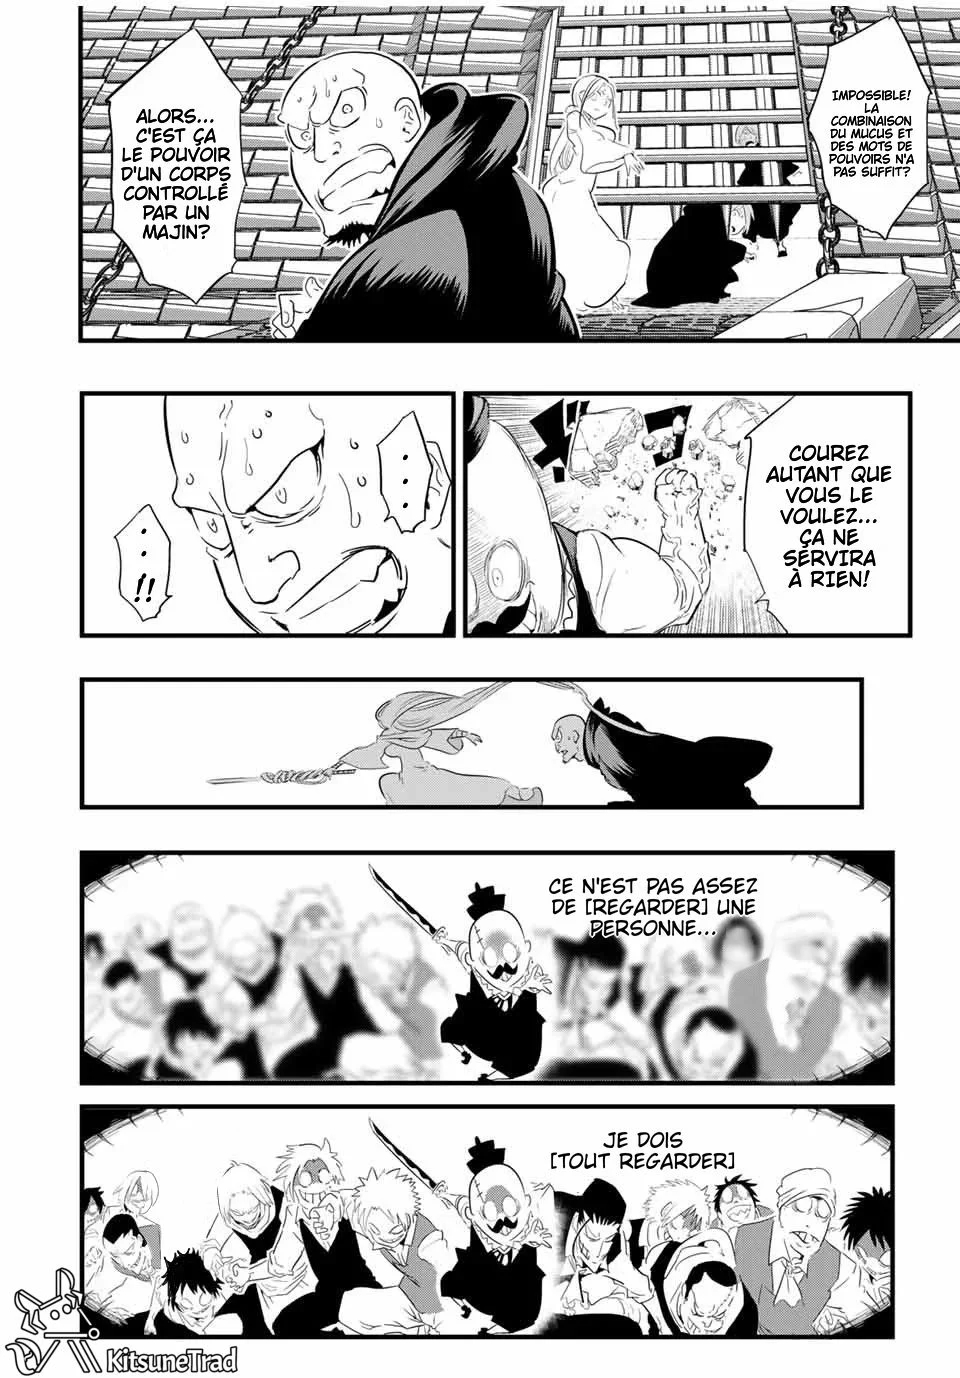 IMPOSSIBLE!
LA
COMBINAISON
DU MUCUS ET
DES MOTS DE
POUVOIRS N'A
PAS SUFFIT?
ALORS...
C'EST ÇA
LE POUVOIR
D'UN CORPS
CONTROLLÉ
PAR UN
MAJIN?
COUREZ
AUTANT QUE
VOUS LE
VOULEZ...
ÇA NE
SERVIRA
À RIEN!
...
...!!
CE N'EST PAS ASSEZ
DE [REGARDER] UNE
PERSONNE...
JE DOIS
[TOUT REGARDER]
KitsuneTrad